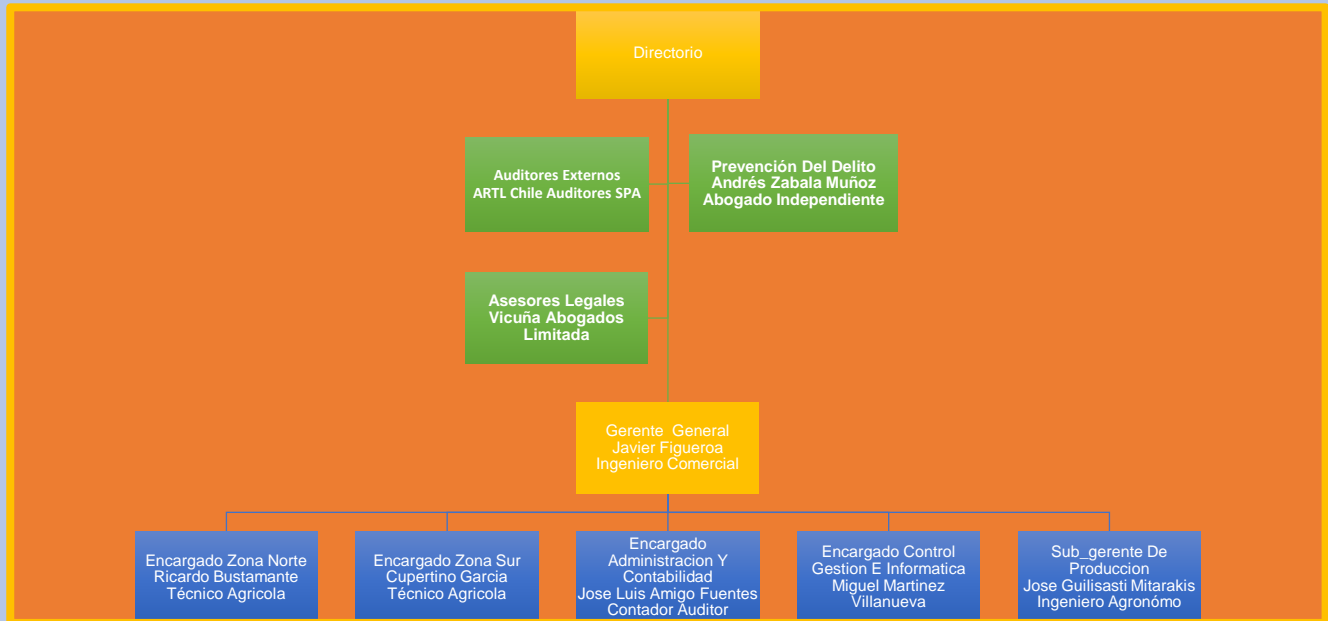 Directorio
Auditores Externos
ARTL Chile Auditores SPA
Prevención Del Delito
Andrés Zabala Muñoz
Abogado Independiente
Asesores Legales
Vicuña Abogados
Limitada
Gerente General
Javier Figueroa
Ingeniero Comercial
Encargado Zona Norte
Ricardo Bustamante
Técnico Agricola
Encargado Zona Sur
Cupertino Garcia
Técnico Agricola
Encargado
Administracion Y
Contabilidad
Jose Luis Amigo Fuentes
Contador Auditor
Encargado Control
Gestion E Informatica
Miguel Martinez
Villanueva
Sub_gerente De
Produccion
Jose Guilisasti Mitarakis
Ingeniero Agronómo